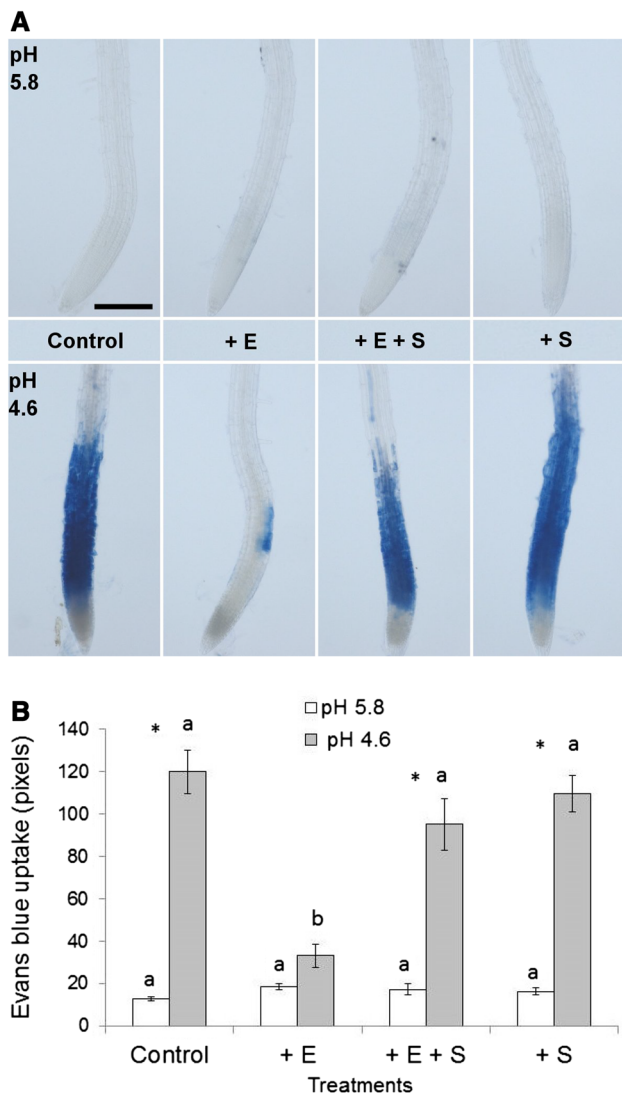 A
pH
5.8
Control
+ E
+ E + S
+ S
pH
4.6
B
pH 5.8
pH 4.6
Evans blue uptake (pixels)
140
120
100
80
60
40
20
0
* a
* a
* a
b
a
a
a
a
Control
+ E
+ E + S
+ S
Treatments